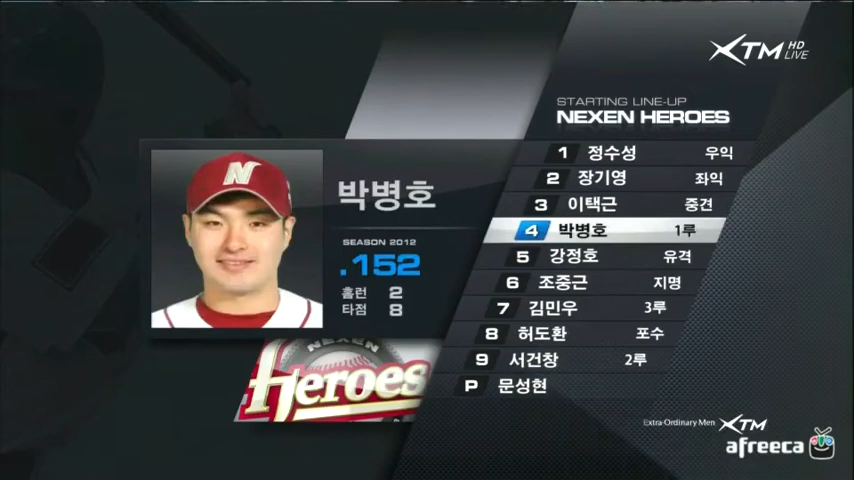 XTM HD LIVE
STARTING LINE-UP
NEXEN HEROES
N
박병호
SEASON 2012
.152
홈런 2
타점 8
NEXEN
Heroes
1 정수성 우익
2 장기영 좌익
3 이택근 중견
4 박병호 1루
5 강정호 유격
6 조중근 지명
7 김민우 3루
8 허도환 포수
9 서건창 2루
P 문성현
Extra-Ordinary Men XTM
afreeca